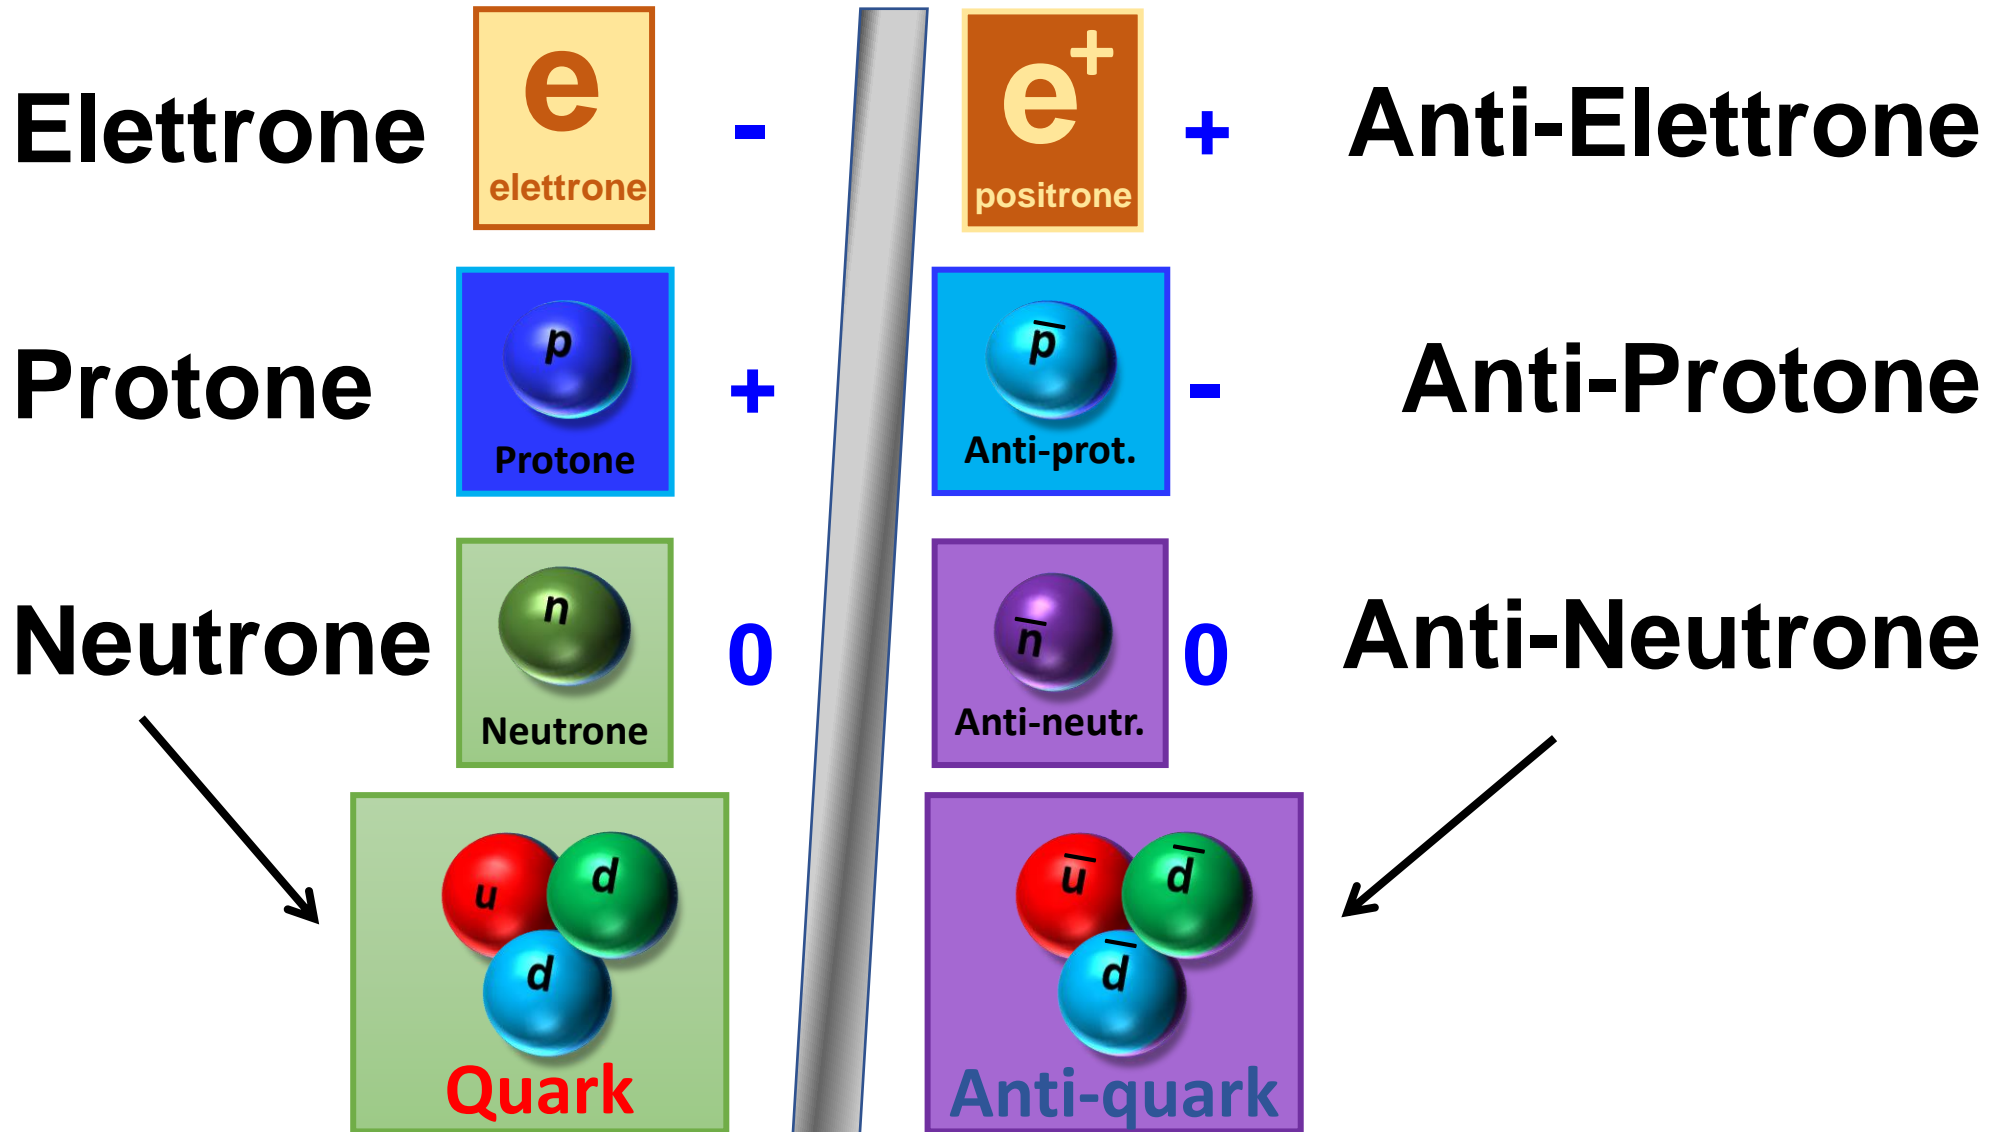 Elettrone
e
elettrone
-
e+
positrone
+
Anti-Elettrone
Protone
p
Protone
+
p̅
Anti-prot.
-
Anti-Protone
Neutrone
n
Neutrone
0
n̅
Anti-neutr.
0
Anti-Neutrone
u
d
d
Quark
u̅
d̅
d̅
Anti-quark